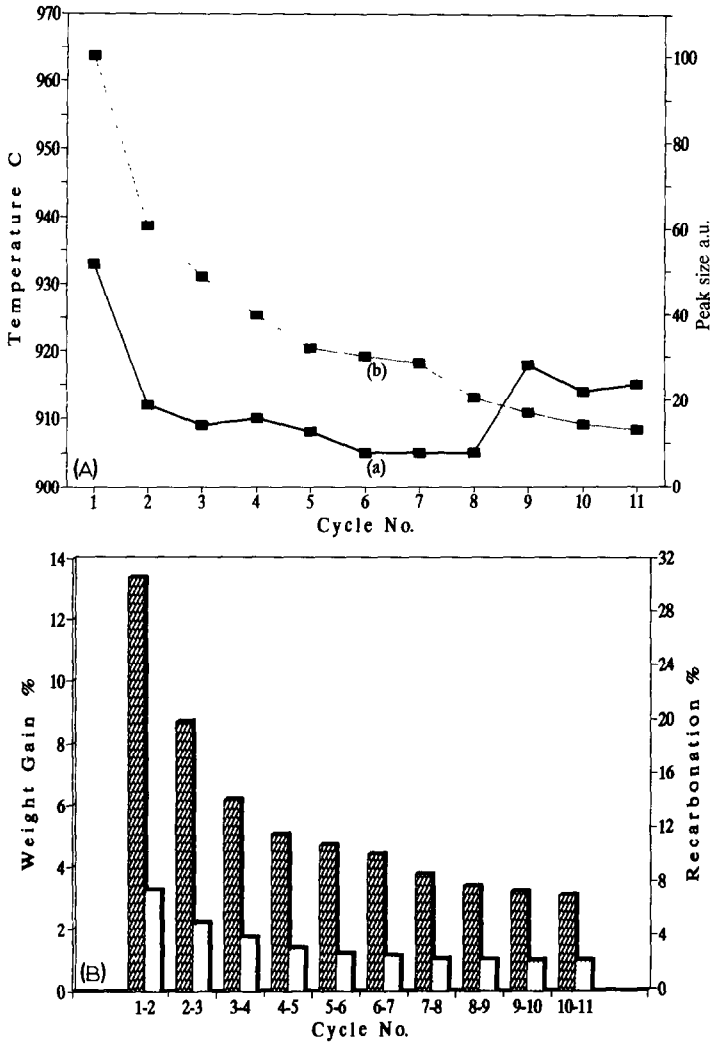 970
960
950
940
930
920
910
900
Temperature C
100
80
60
40
20
0
Peak size a.u.
(b)
(a)
(A)
1 2 3 4 5 6 7 8 9 10 11
Cycle No.
14
12
10
8
6
4
2
0
Weight Gain %
32
28
24
20
16
12
8
4
0
Recarbonation %
(B)
1-2 2-3 3-4 4-5 5-6 6-7 7-8 8-9 9-10 10-11
Cycle No.